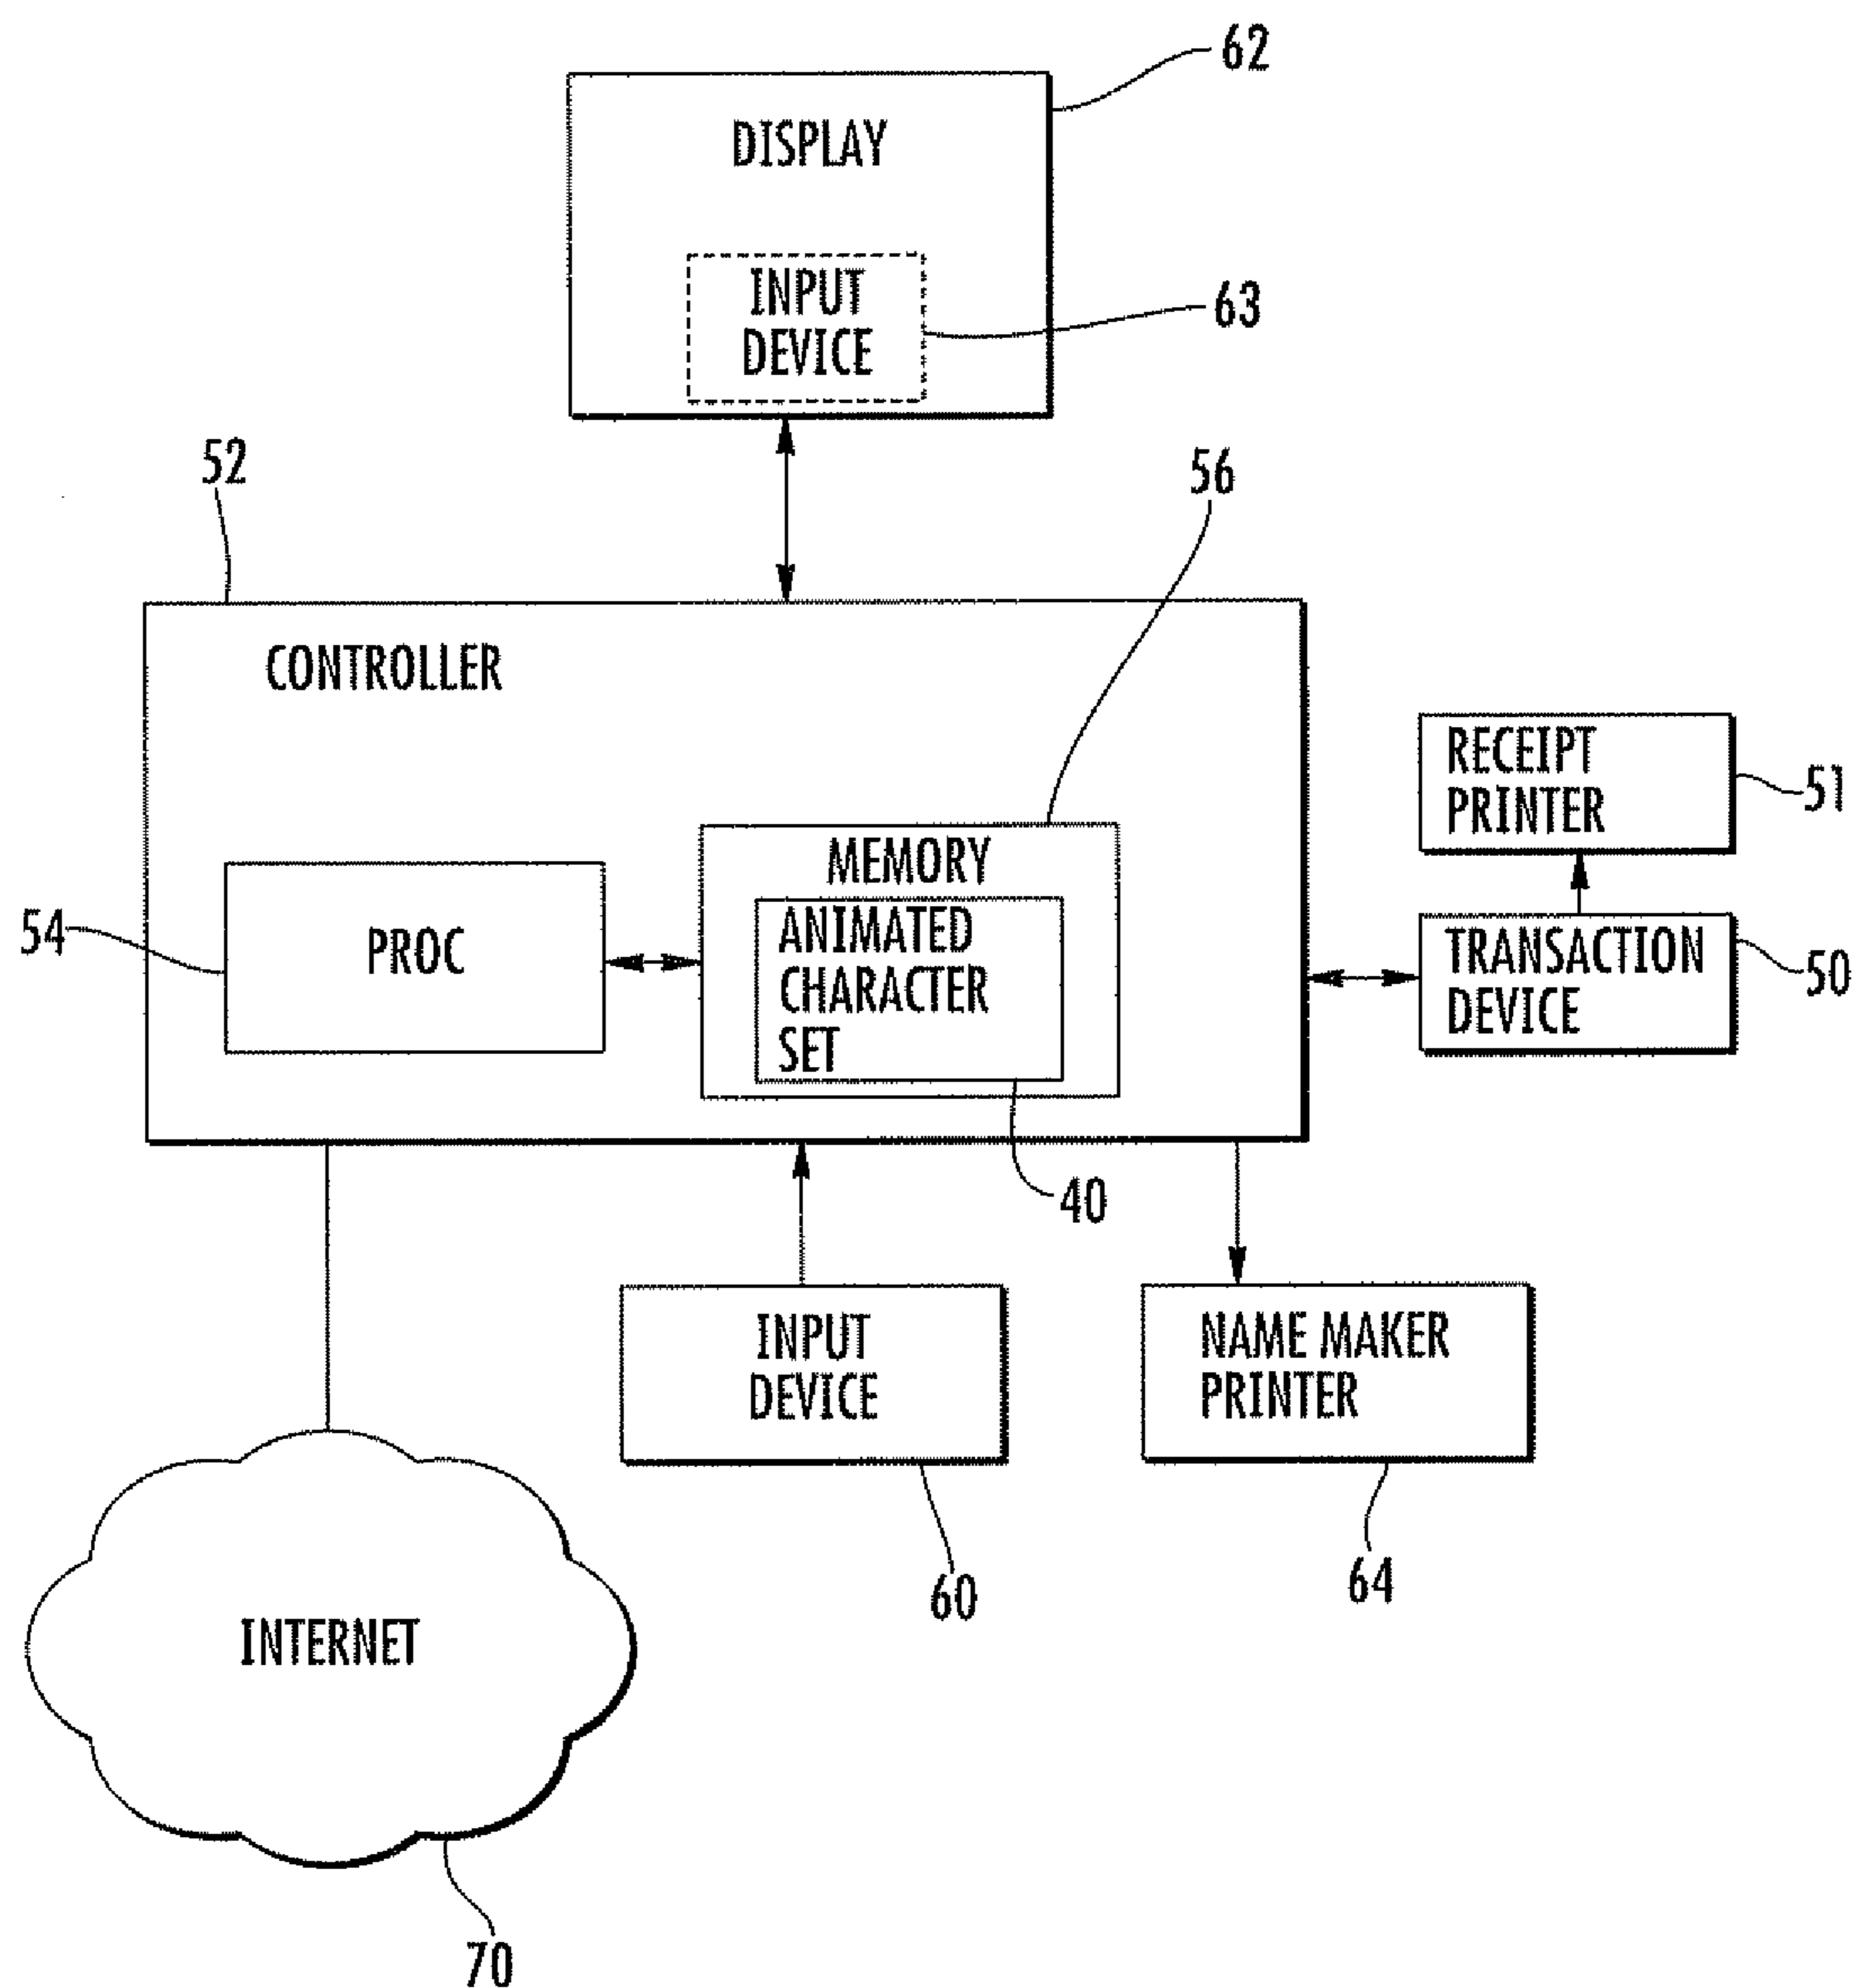 62
DISPLAY
INPUT
DEVICE
63
52
56
CONTROLLER
RECEIPT
PRINTER
51
MEMORY
54
PROC
ANIMATED
CHARACTER
SET
TRANSACTION
DEVICE
50
40
INPUT
DEVICE
NAME MAKER
PRINTER
60
64
INTERNET
70